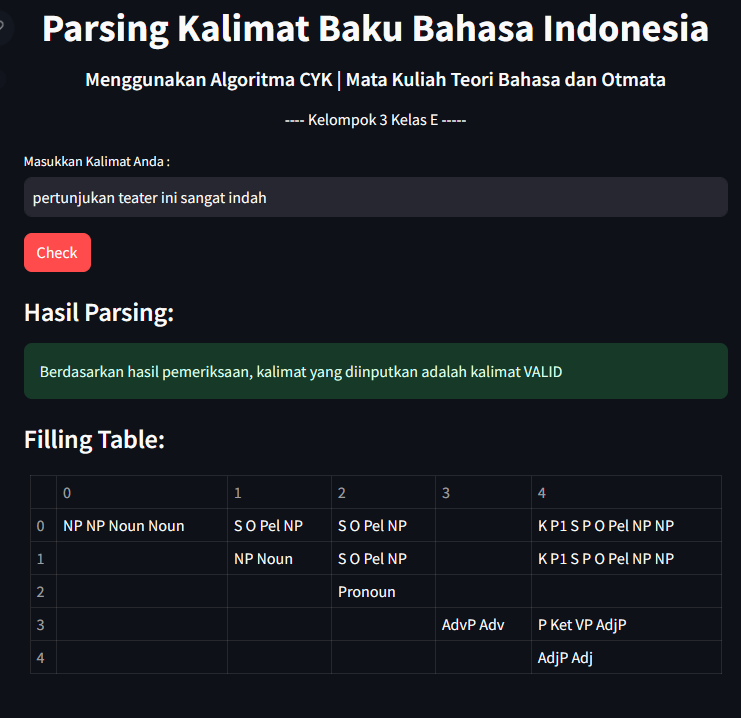 Parsing Kalimat Baku Bahasa Indonesia
Menggunakan Algoritma CYK | Mata Kuliah Teori Bahasa dan Otmata
---- Kelompok 3 Kelas E -----
Masukkan Kalimat Anda :
pertunjukan teater ini sangat indah
Check
Hasil Parsing:
Berdasarkan hasil pemeriksaan, kalimat yang diinputkan adalah kalimat VALID
Filling Table:
0 1 2 3 4
0 NP NP Noun Noun S O Pel NP S O Pel NP K P1 S P O Pel NP NP
1 NP Noun S O Pel NP K P1 S P O Pel NP NP
2 Pronoun
3 AdvP Adv P Ket VP AdjP
4 AdjP Adj